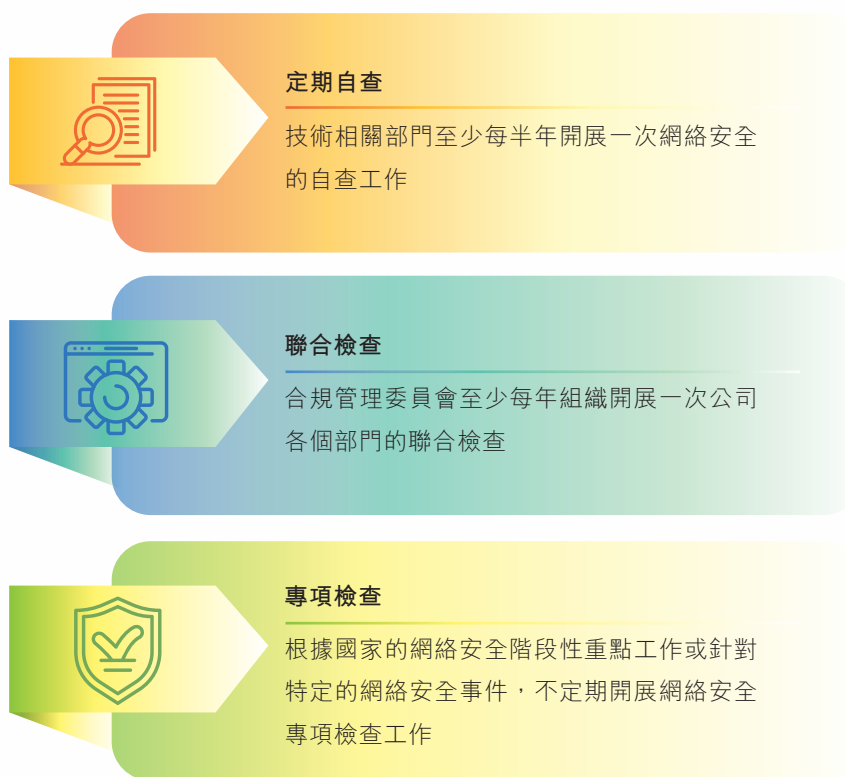 定期自查
技術相關部門至少每半年開展一次網絡安全
的自查工作
聯合檢查
合規管理委員會至少每年組織開展一次公司
各個部門的聯合檢查
專項檢查
根據國家的網絡安全階段性重點工作或針對
特定的網絡安全事件，不定期開展網絡安全
專項檢查工作